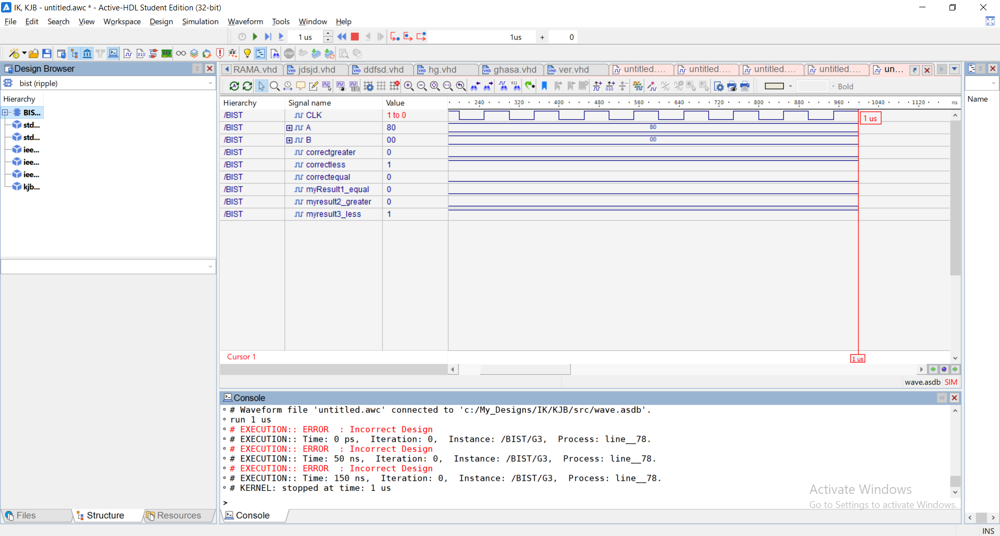 IK, KJB - untitled.awc * - Active-HDL Student Edition (32-bit)
File Edit Search View Workspace Design Simulation Waveform Tools Window Help
1 us 1us + 0
Design Browser
RAMA.vhd jdsjd.vhd ddfsd.vhd hg.vhd ghasa.vhd ver.vhd untitled.... untitled.... untitled.... untitled.... un...
bist (ripple)
Bold
Hierarchy
BIS...
std...
std...
iee...
iee...
iee...
kjb...
Name
Hierarchy Signal name Value 240 320 400 480 560 640 720 800 880 960 1040 1120 ns
/BIST CLK 1 to 0 1 us
/BIST A 80 80
/BIST B 00 00
/BIST correctgreater 0
/BIST correctless 1
/BIST correctequal 0
/BIST myResult1_equal 0
/BIST myresult2_greater 0
/BIST myresult3_less 1
Cursor 1 1 us
wave.asdb SIM
Console
# Waveform file 'untitled.awc' connected to 'c:/My_Designs/IK/KJB/src/wave.asdb'.
run 1 us
# EXECUTION:: ERROR : Incorrect Design
# EXECUTION:: Time: 0 ps, Iteration: 0, Instance: /BIST/G3, Process: line__78.
# EXECUTION:: ERROR : Incorrect Design
# EXECUTION:: Time: 50 ns, Iteration: 0, Instance: /BIST/G3, Process: line__78.
# EXECUTION:: ERROR : Incorrect Design
# EXECUTION:: Time: 150 ns, Iteration: 0, Instance: /BIST/G3, Process: line__78.
# KERNEL: stopped at time: 1 us
>
Activate Windows
Go to Settings to activate Windows.
Files Structure Resources
Console
INS